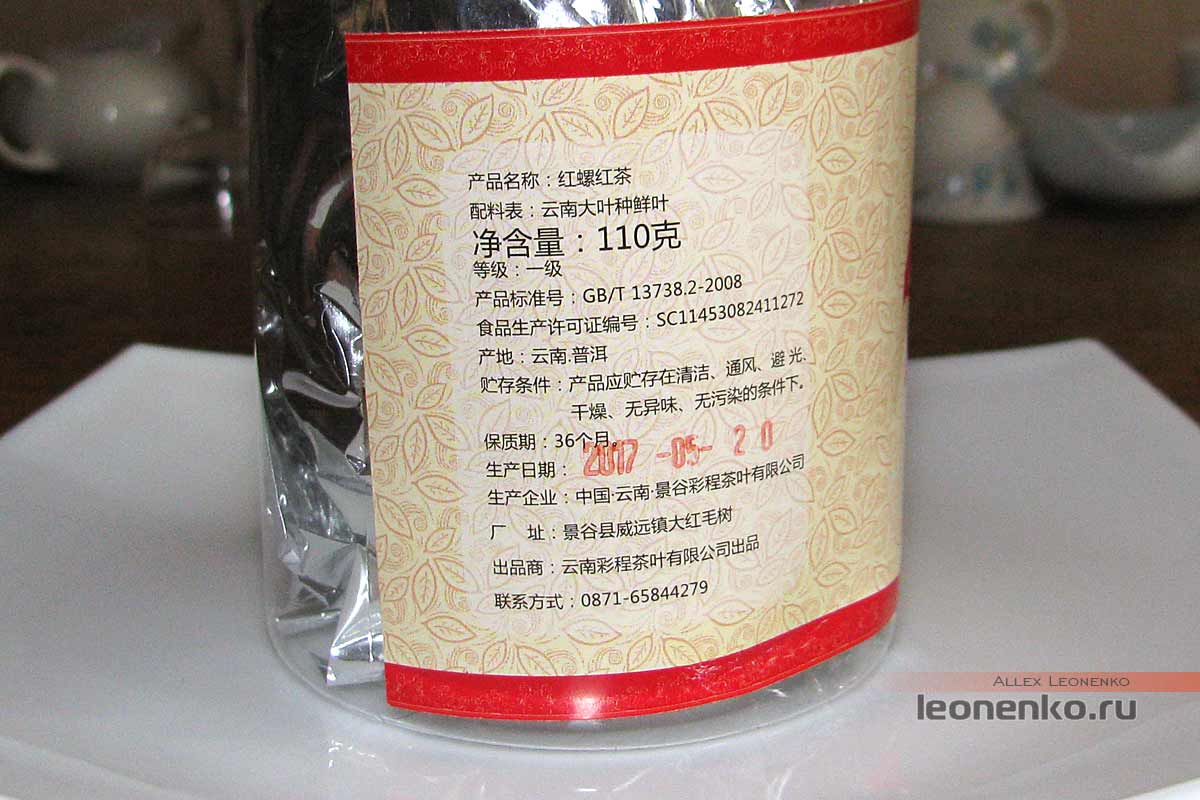 产品名称：红螺红茶
配料表：云南大叶种鲜叶
净含量：110克
等级：一级
产品标准号：GB/T 13738.2-2008
食品生产许可证编号：SC11453082411272
产地：云南.普洱
贮存条件：产品应贮存在清洁、通风、避光、
干燥、无异味、无污染的条件下。
保质期：36个月。
生产日期：2017-05-20
生产企业：中国·云南·景谷彩程茶叶有限公司
厂　址：景谷县威远镇大红毛树
出品商：云南彩程茶叶有限公司出品
联系方式：0871-65844279
Allex Leonenko
leonenko.ru